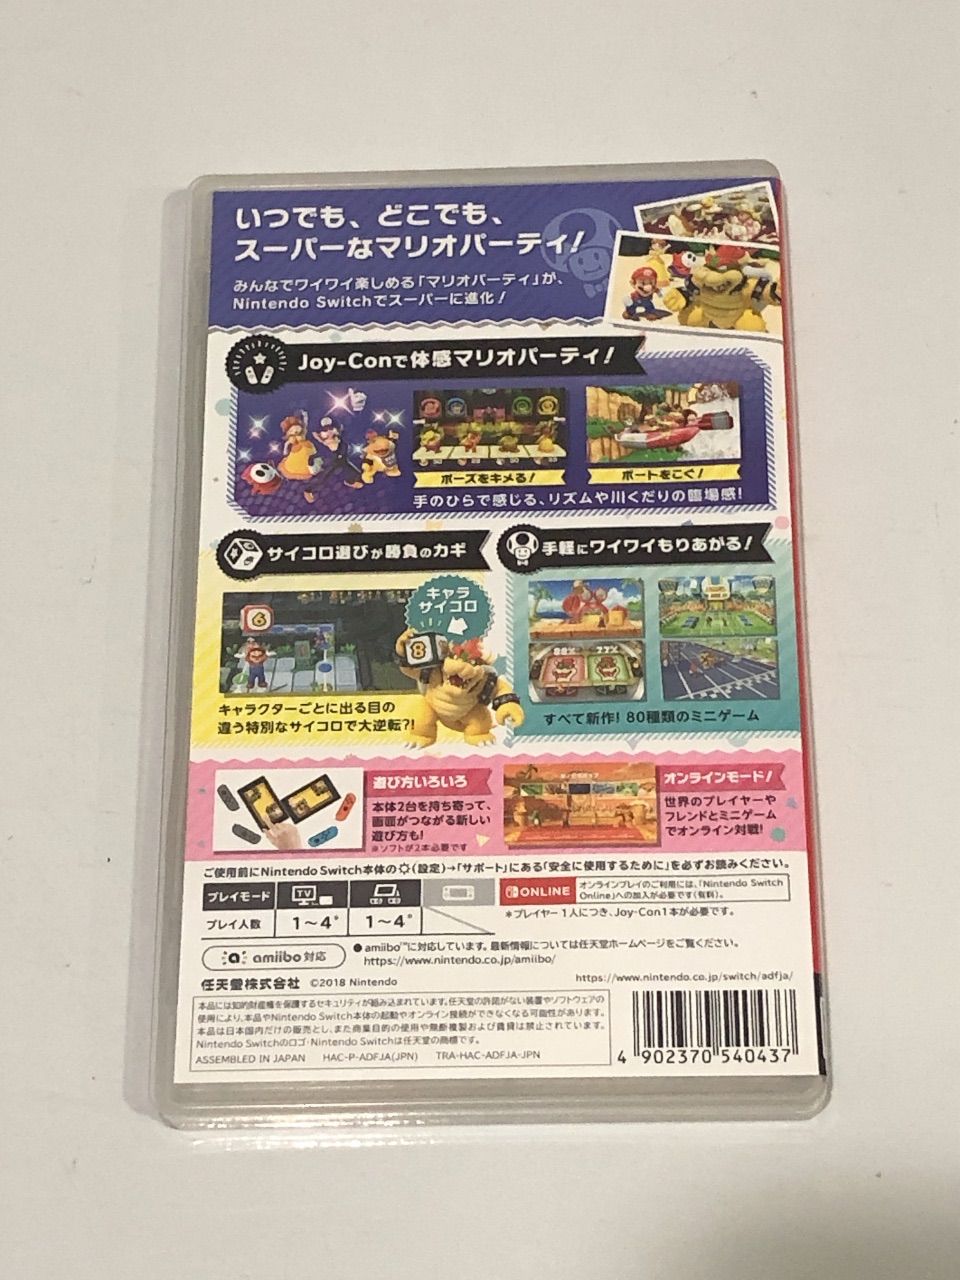 いつでも、どこでも、
スーパーなマリオパーティ!
みんなでワイワイ楽しめる「マリオパーティ」が、
Nintendo Switchでスーパーに進化!
Joy-Conで体感マリオパーティ!
ポーズをキメる!
ボートをこぐ!
手のひらで感じる、リズムや川くだりの臨場感!
サイコロ選びが勝負のカギ
手軽にワイワイもりあがる!
キャラ
サイコロ
6
8
88%
77%
キャラクターごとに出る目の
違う特別なサイコロで大逆転?!
すべて新作! 80種類のミニゲーム
遊び方いろいろ
本体2台を持ち寄って、
画面がつながる新しい
遊び方も!
※ソフトが2本必要です
オンラインモード!
世界のプレイヤーや
フレンドとミニゲーム
でオンライン対戦!
ご使用前にNintendo Switch本体の(設定)→「サポート」にある「安全に使用するために」を必ずお読みください。
プレイモード
TV
プレイ人数
1~4*
1~4*
ONLINE
オンラインプレイのご利用には、「Nintendo Switch
Online」への加入が必要です(有料)。
*プレイヤー1人につき、Joy-Con1本が必要です。
amiibo対応
●amiibo™に対応しています。最新情報については任天堂ホームページをご覧ください。
https://www.nintendo.co.jp/amiibo/
任天堂株式会社 ©2018 Nintendo
https://www.nintendo.co.jp/switch/adfja/
本品には知的財産権を保護するセキュリティが組み込まれています。任天堂の許諾がない装置やソフトウェアの
使用により、本品やNintendo Switch本体の起動やオンライン接続ができなくなる可能性があります。
本品は日本国内だけの販売とし、また商業目的の使用や無断複製および賃貸は禁止されています。
Nintendo Switchのロゴ・Nintendo Switchは任天堂の商標です。
ASSEMBLED IN JAPAN HAC-P-ADFJA(JPN) TRA-HAC-ADFJA-JPN
4 902370 540437